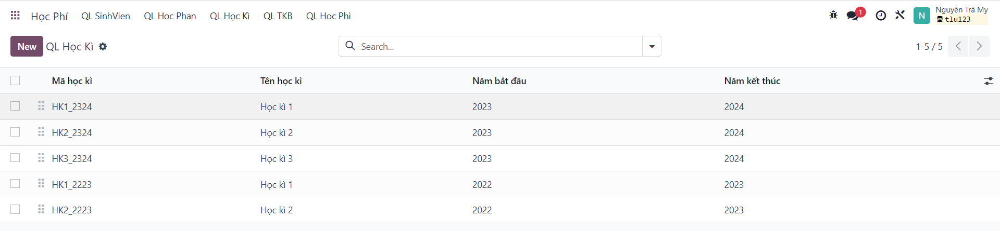 Học Phí QL SinhVien QL Hoc Phan QL Học Kì QL TKB QL Hoc Phi 1 N Nguyễn Trà My
tlu123
New QL Học Kì Search... 1-5 / 5
Mã học kì Tên học kì Năm bắt đầu Năm kết thúc
HK1_2324 Học kì 1 2023 2024
HK2_2324 Học kì 2 2023 2024
HK3_2324 Học kì 3 2023 2024
HK1_2223 Học kì 1 2022 2023
HK2_2223 Học kì 2 2022 2023